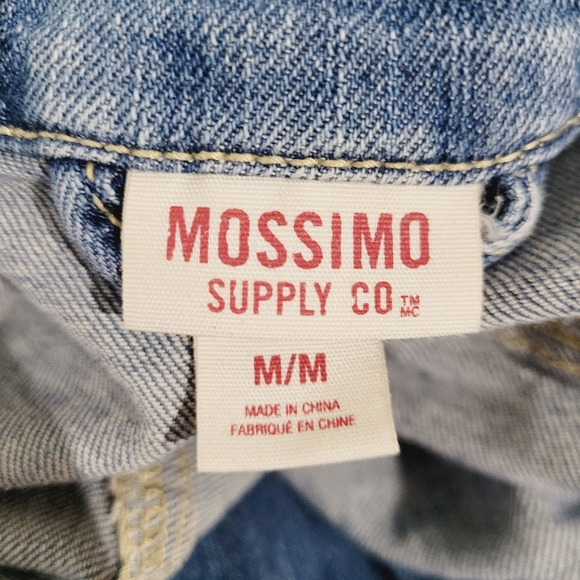 MOSSIMO
SUPPLY CO ™ MC
M/M
MADE IN CHINA
FABRIQUÉ EN CHINE